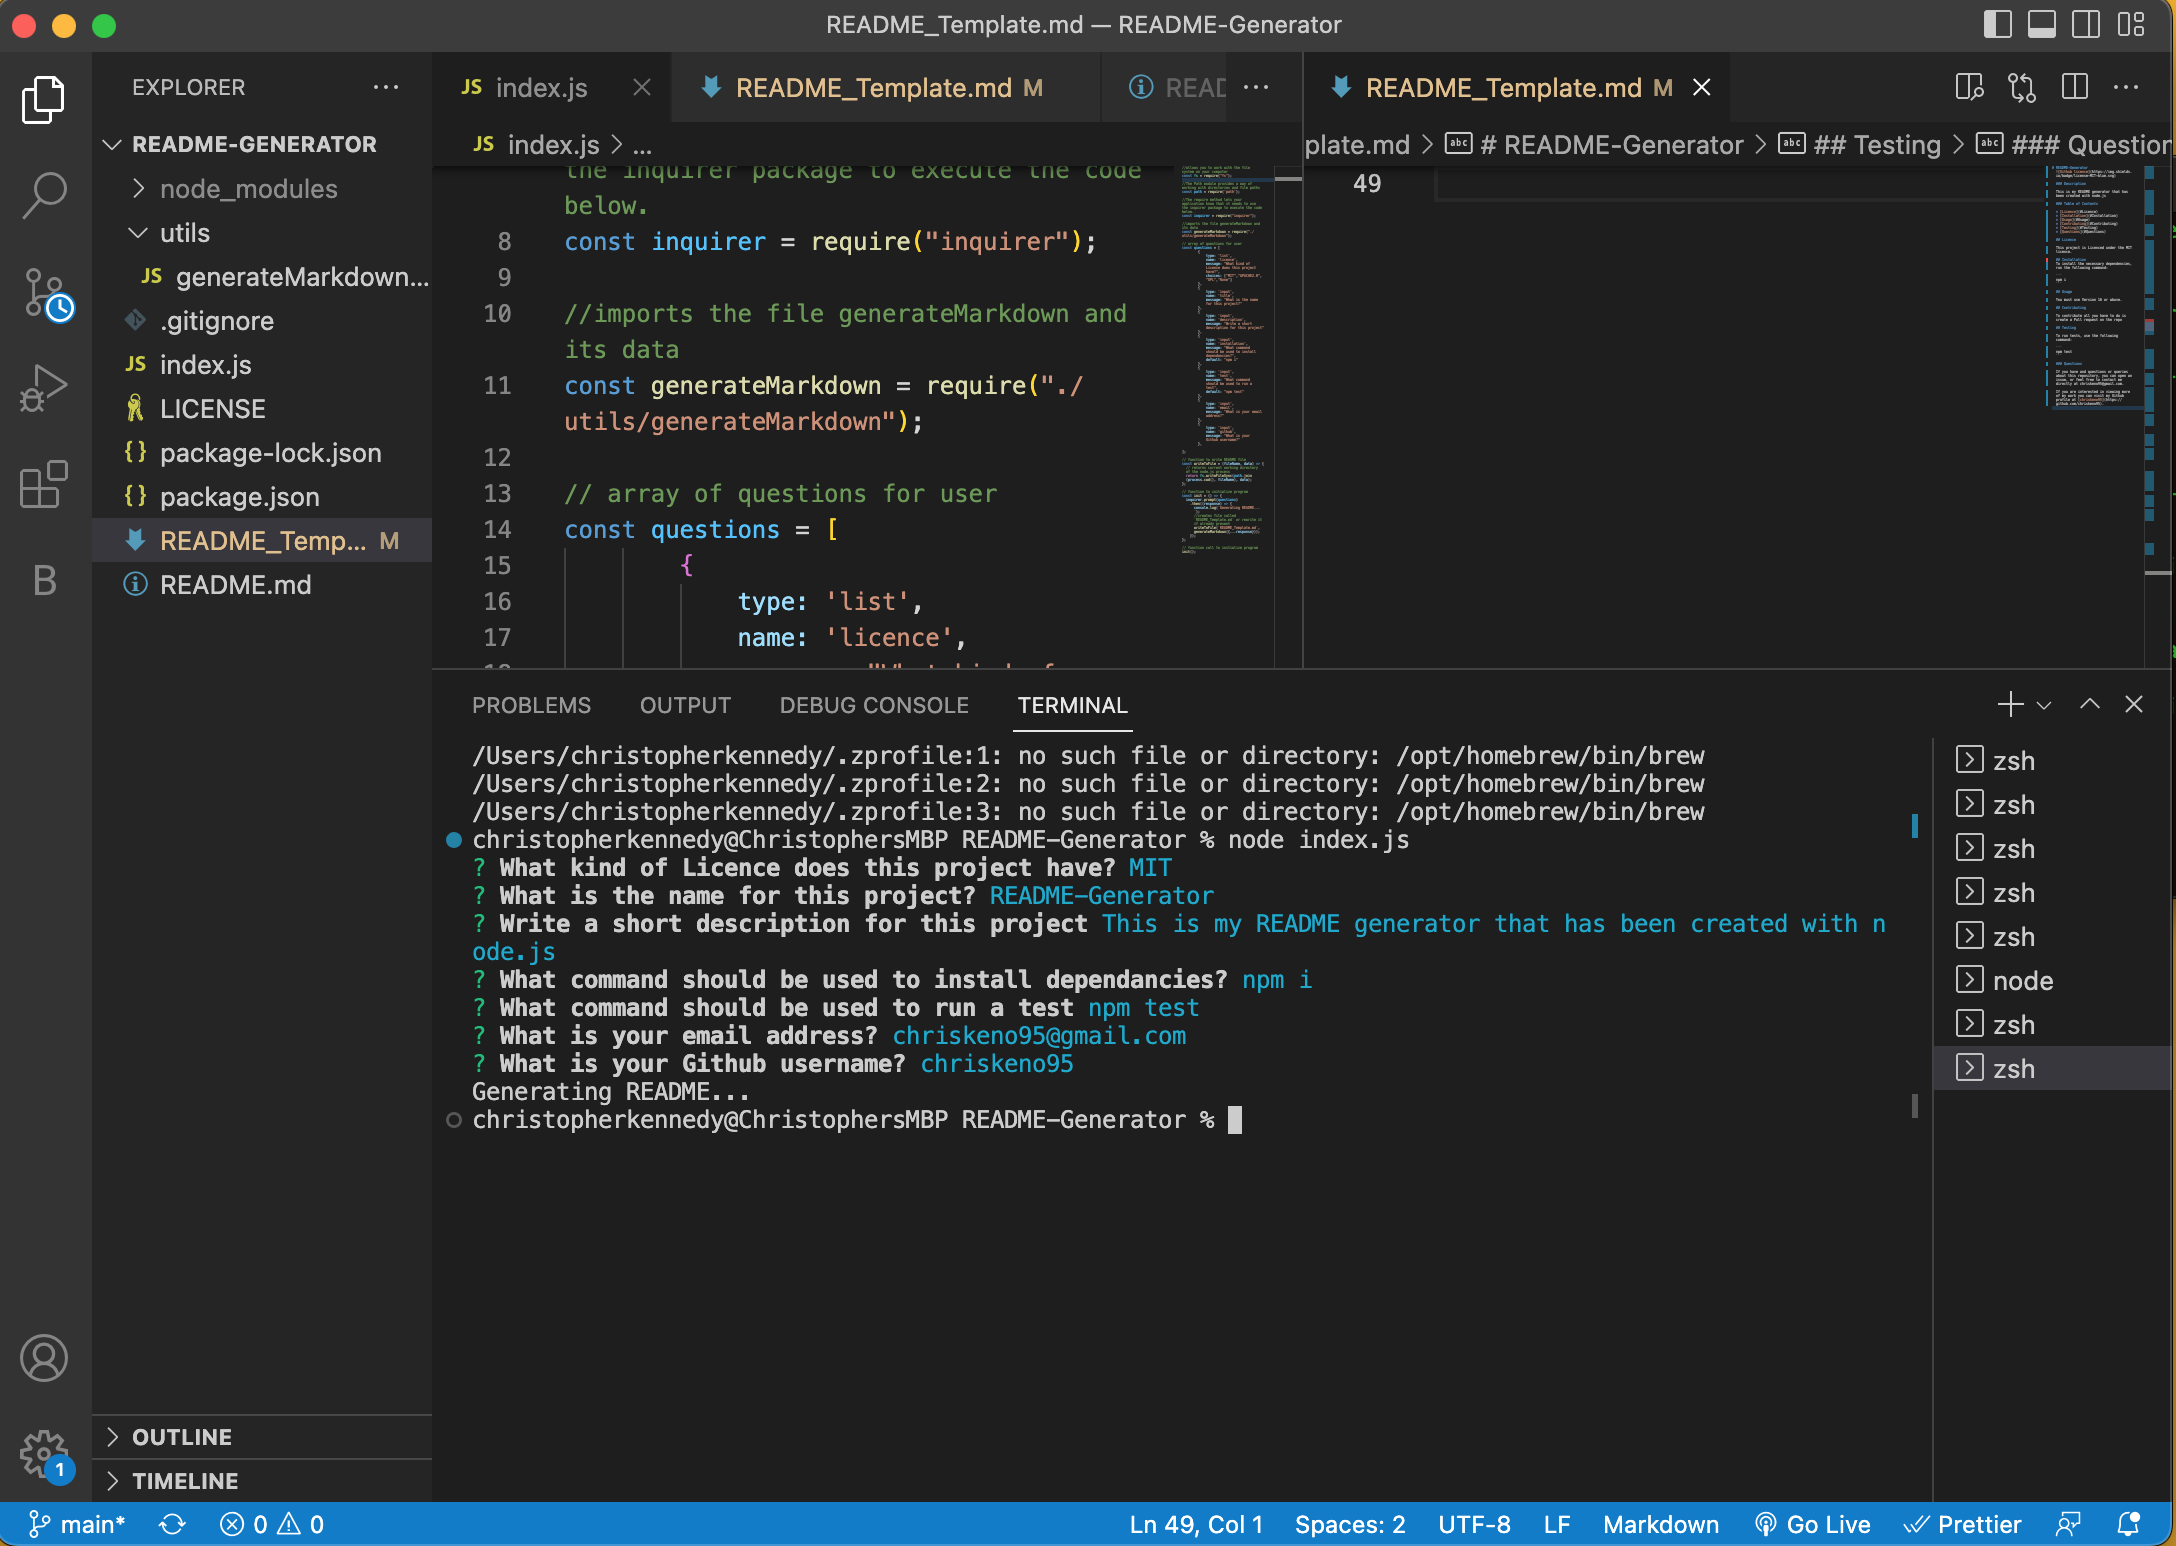 README_Template.md — README-Generator
EXPLORER
README-GENERATOR
node_modules
utils
JS generateMarkdown...
.gitignore
JS index.js
LICENSE
{} package-lock.json
{} package.json
README_Temp... M
README.md
OUTLINE
TIMELINE
JS index.js
README_Template.md M
READ
JS index.js > ...
the inquirer package to execute the code
below.
8 const inquirer = require("inquirer");
9
10 //imports the file generateMarkdown and
its data
11 const generateMarkdown = require("./
utils/generateMarkdown");
12
13 // array of questions for user
14 const questions = [
15 {
16 type: 'list',
17 name: 'licence',
README_Template.md M
plate.md > # README-Generator > ## Testing > ### Question
49
PROBLEMS OUTPUT DEBUG CONSOLE TERMINAL
/Users/christopherkennedy/.zprofile:1: no such file or directory: /opt/homebrew/bin/brew
/Users/christopherkennedy/.zprofile:2: no such file or directory: /opt/homebrew/bin/brew
/Users/christopherkennedy/.zprofile:3: no such file or directory: /opt/homebrew/bin/brew
christopherkennedy@ChristophersMBP README-Generator % node index.js
? What kind of Licence does this project have? MIT
? What is the name for this project? README-Generator
? Write a short description for this project This is my README generator that has been created with n
ode.js
? What command should be used to install dependancies? npm i
? What command should be used to run a test npm test
? What is your email address? chriskeno95@gmail.com
? What is your Github username? chriskeno95
Generating README...
christopherkennedy@ChristophersMBP README-Generator %
zsh
zsh
zsh
zsh
zsh
node
zsh
zsh
B
1
main*
0 0
Ln 49, Col 1
Spaces: 2
UTF-8
LF
Markdown
Go Live
Prettier